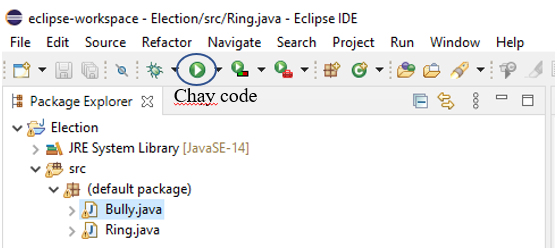 eclipse-workspace - Election/src/Ring.java - Eclipse IDE
File Edit Source Refactor Navigate Search Project Run Window Help
Chay code
Package Explorer
Election
JRE System Library [JavaSE-14]
src
(default package)
Bully.java
Ring.java